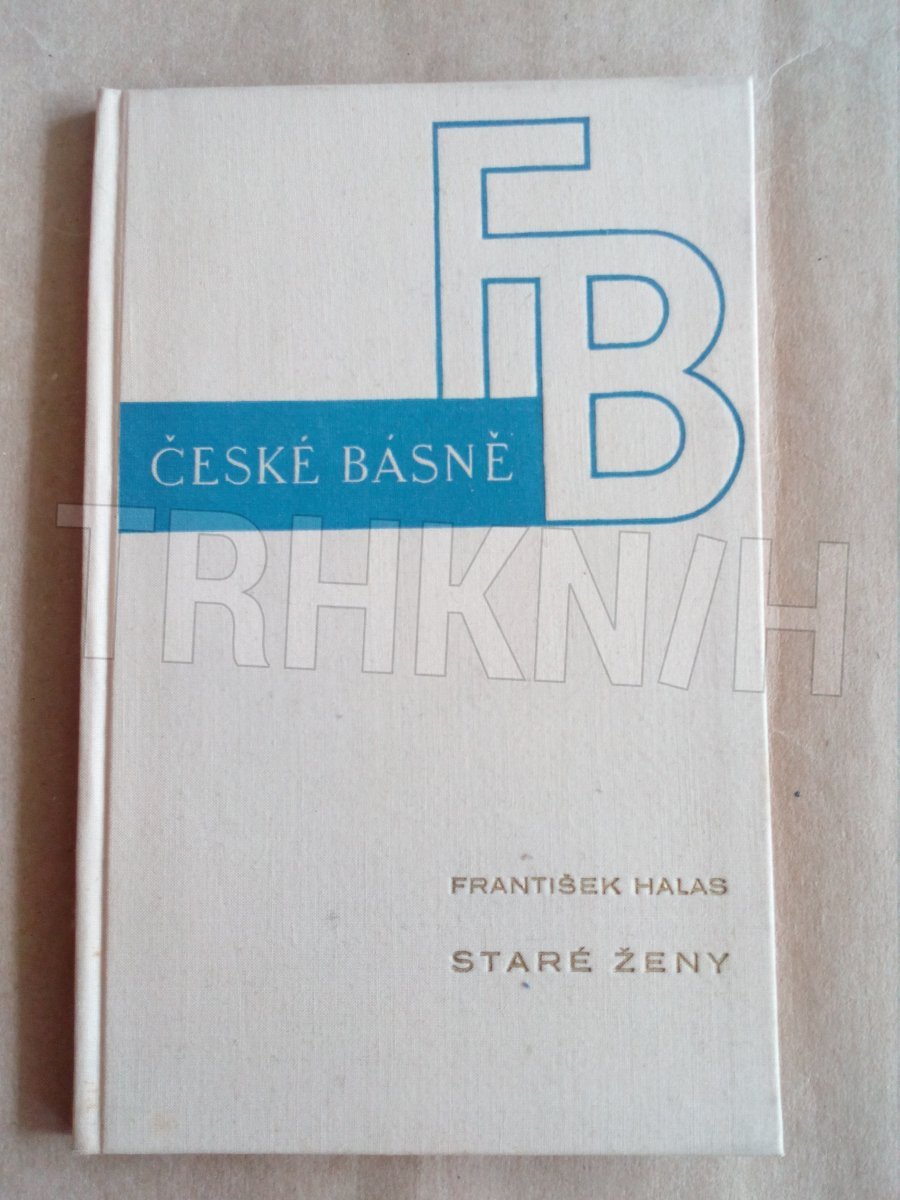 FB
ČESKÉ BÁSNĚ
TRHKNIH
FRANTIŠEK HALAS
STARÉ ŽENY